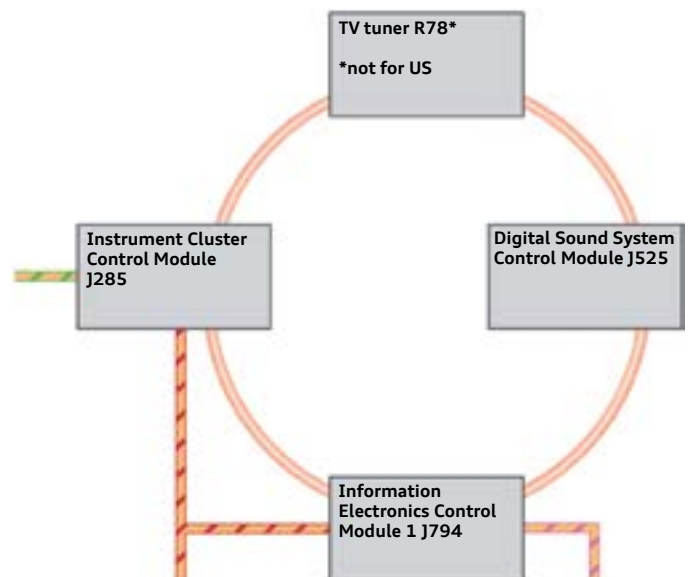 TV tuner R78*
*not for US
Instrument Cluster
Control Module
J285
Digital Sound System
Control Module J525
Information
Electronics Control
Module 1 J794